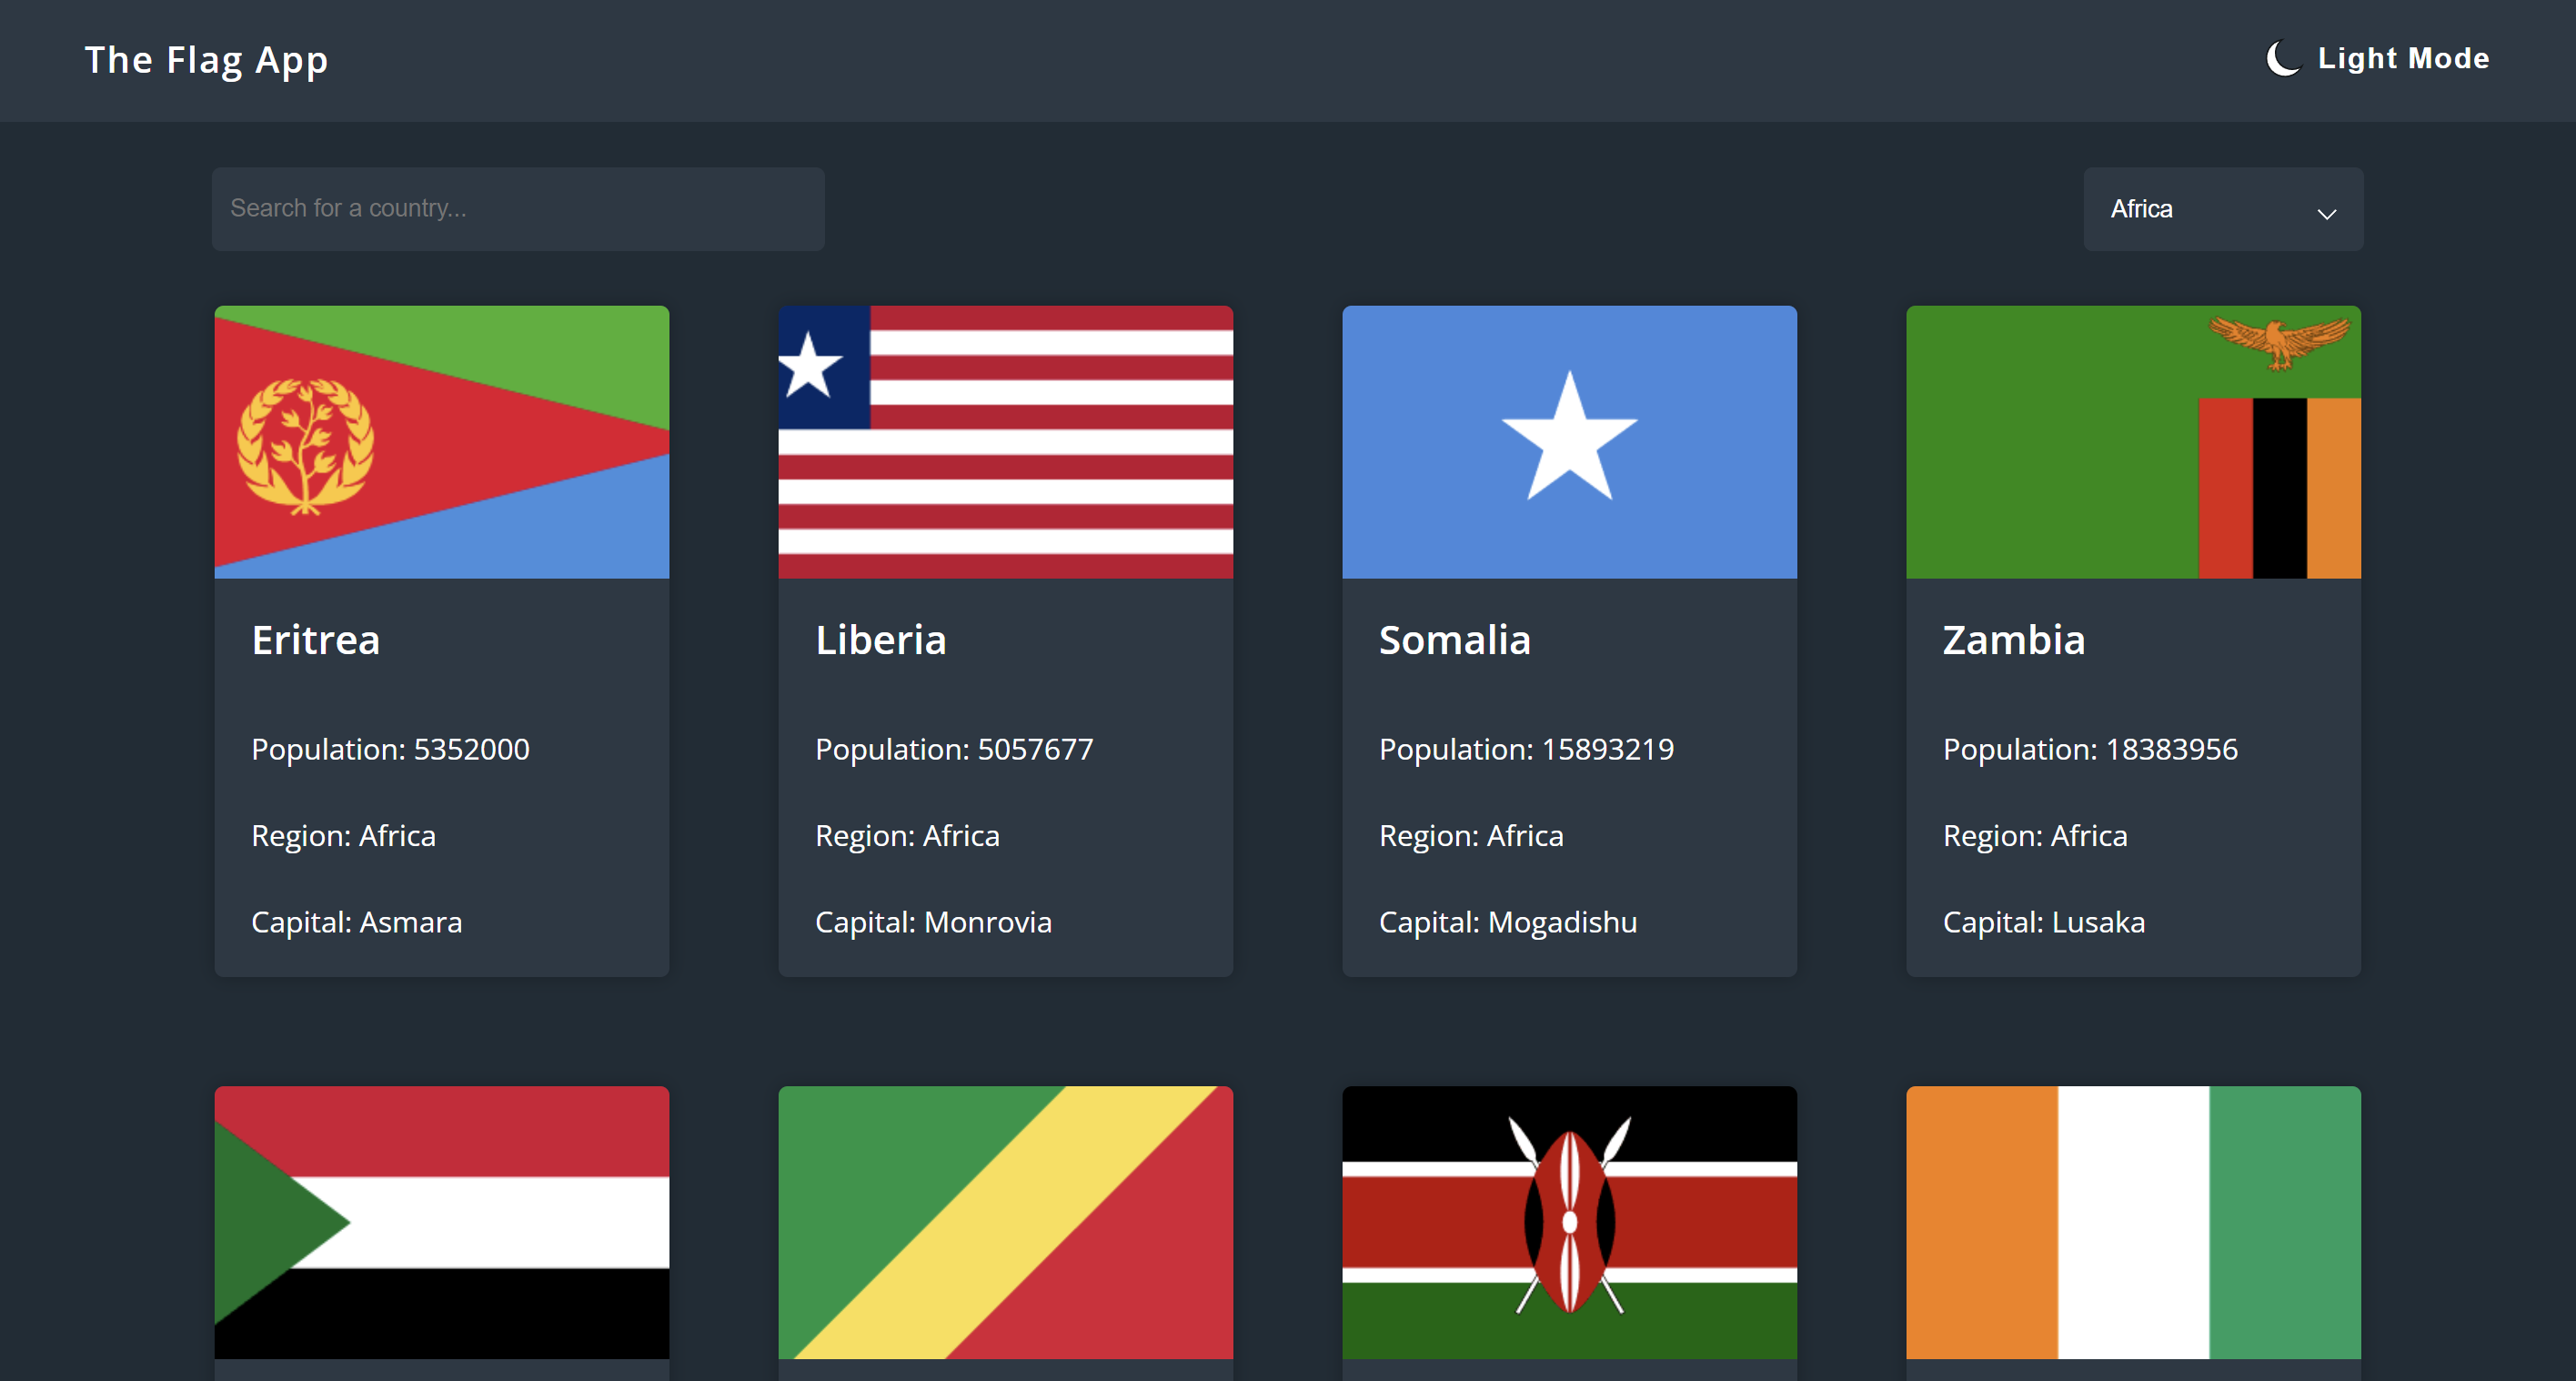 The Flag App
Light Mode
Search for a country...
Africa
Eritrea
Population: 5352000
Region: Africa
Capital: Asmara
Liberia
Population: 5057677
Region: Africa
Capital: Monrovia
Somalia
Population: 15893219
Region: Africa
Capital: Mogadishu
Zambia
Population: 18383956
Region: Africa
Capital: Lusaka